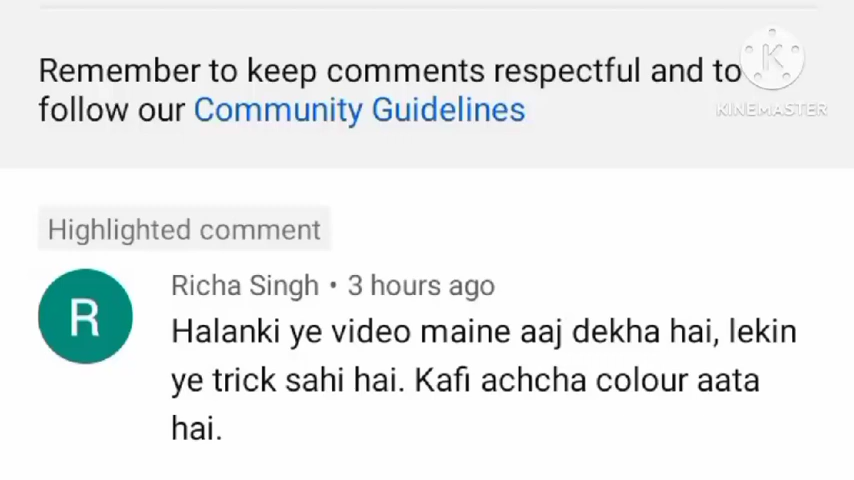 Remember to keep comments respectful and to
follow our Community Guidelines
K
KINEMASTER
Highlighted comment
R
Richa Singh • 3 hours ago
Halanki ye video maine aaj dekha hai, lekin
ye trick sahi hai. Kafi achcha colour aata
hai.